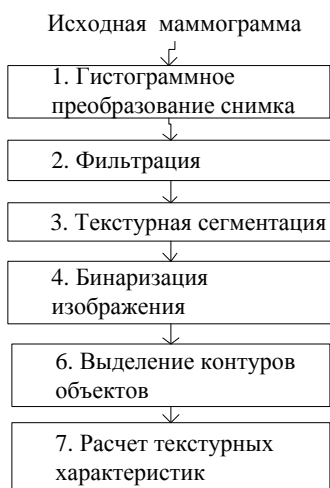 Исходная маммограмма
1. Гистограммное
преобразование снимка
2. Фильтрация
3. Текстурная сегментация
4. Бинаризация
изображения
6. Выделение контуров
объектов
7. Расчет текстурных
характеристик